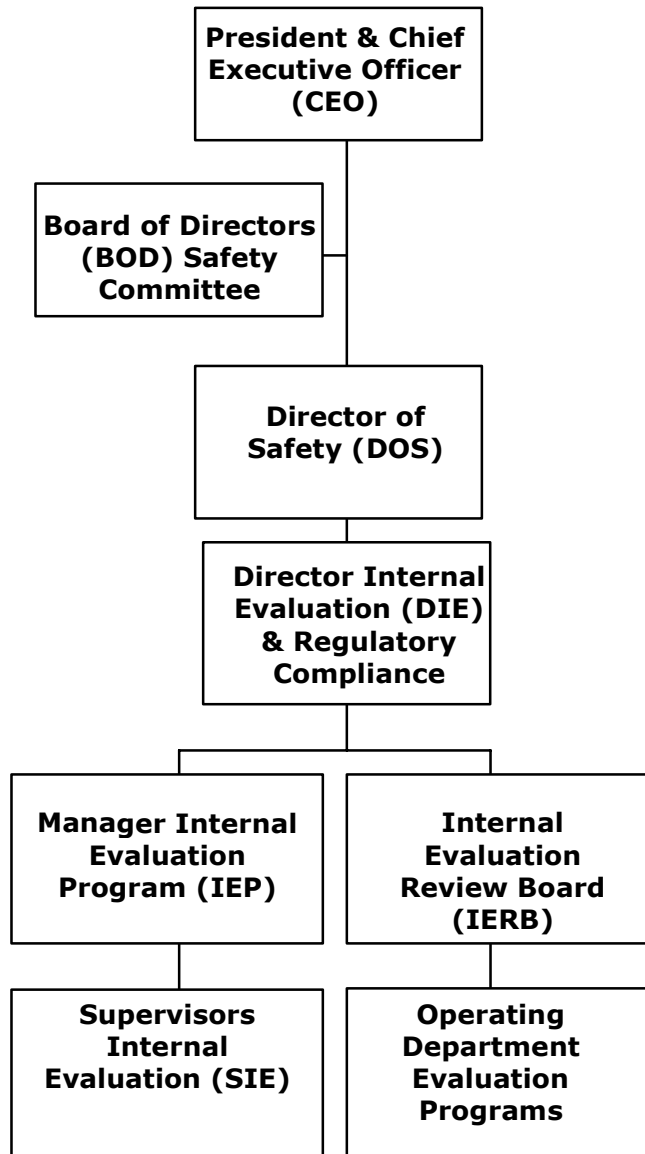 President & Chief
Executive Officer
(CEO)
Board of Directors
(BOD) Safety
Committee
Director of
Safety (DOS)
Director Internal
Evaluation (DIE)
& Regulatory
Compliance
Manager Internal
Evaluation
Program (IEP)
Internal
Evaluation
Review Board
(IERB)
Supervisors
Internal
Evaluation (SIE)
Operating
Department
Evaluation
Programs